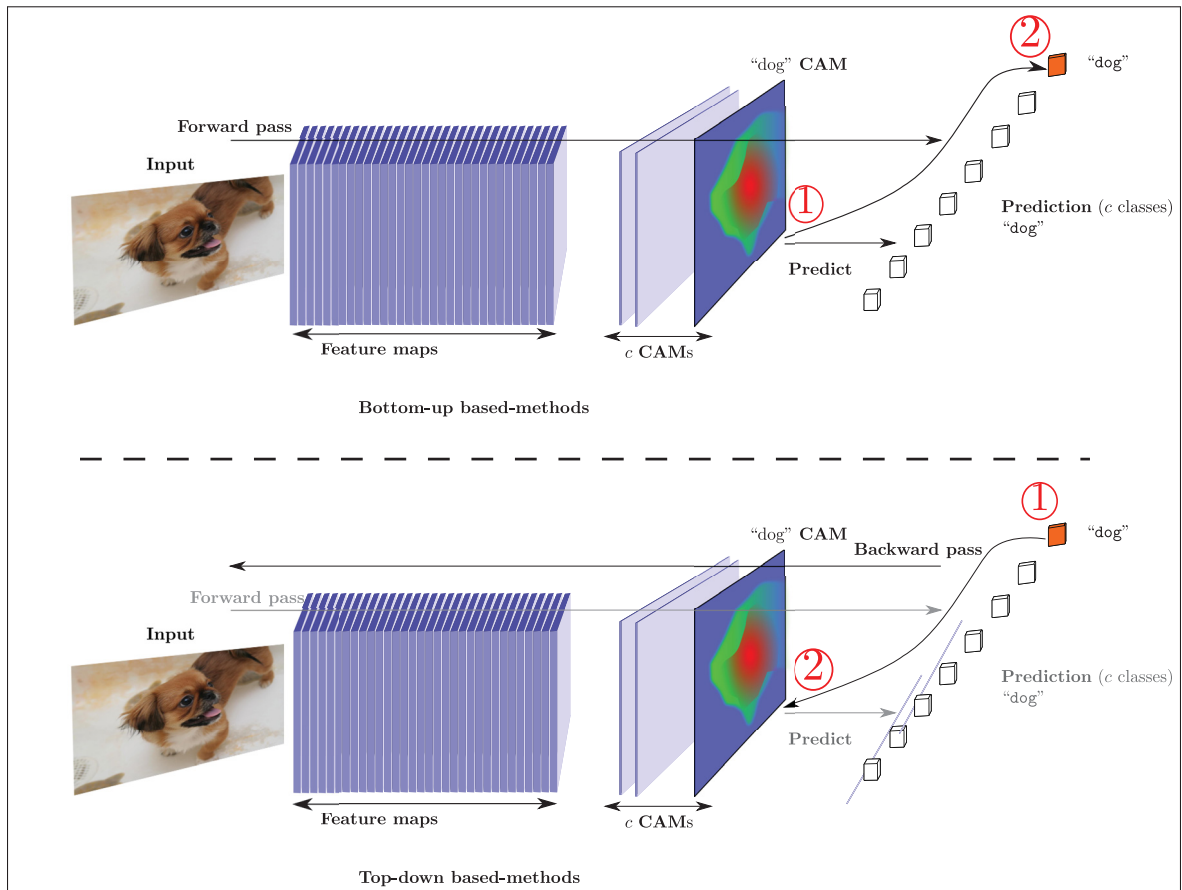 2
“dog” CAM
“dog”
Forward pass
Input
1
Prediction (c classes)
“dog”
Predict
Feature maps
c CAMs
Bottom-up based-methods
1
“dog” CAM
“dog”
Backward pass
Forward pass
Input
2
Prediction (c classes)
“dog”
Predict
Feature maps
c CAMs
Top-down based-methods